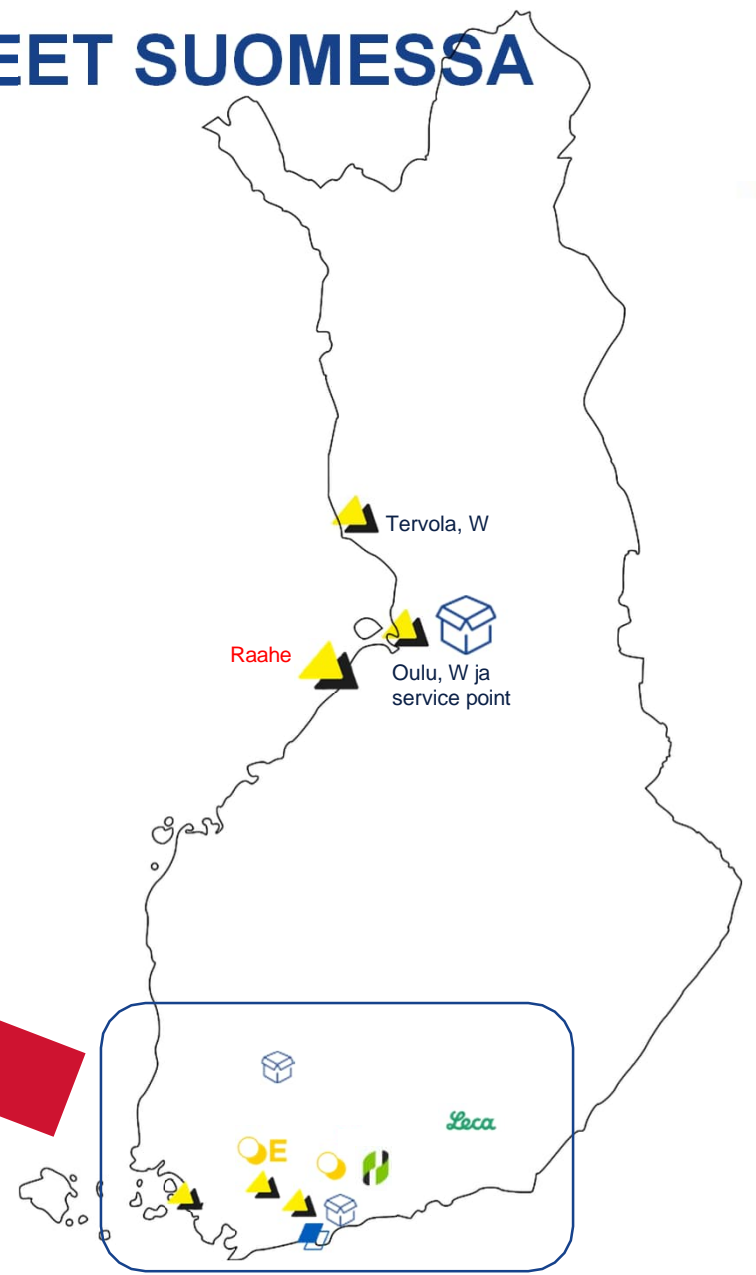 EET SUOMESSA
Tervola, W
Raahe
Oulu, W ja
service point
Leca
E